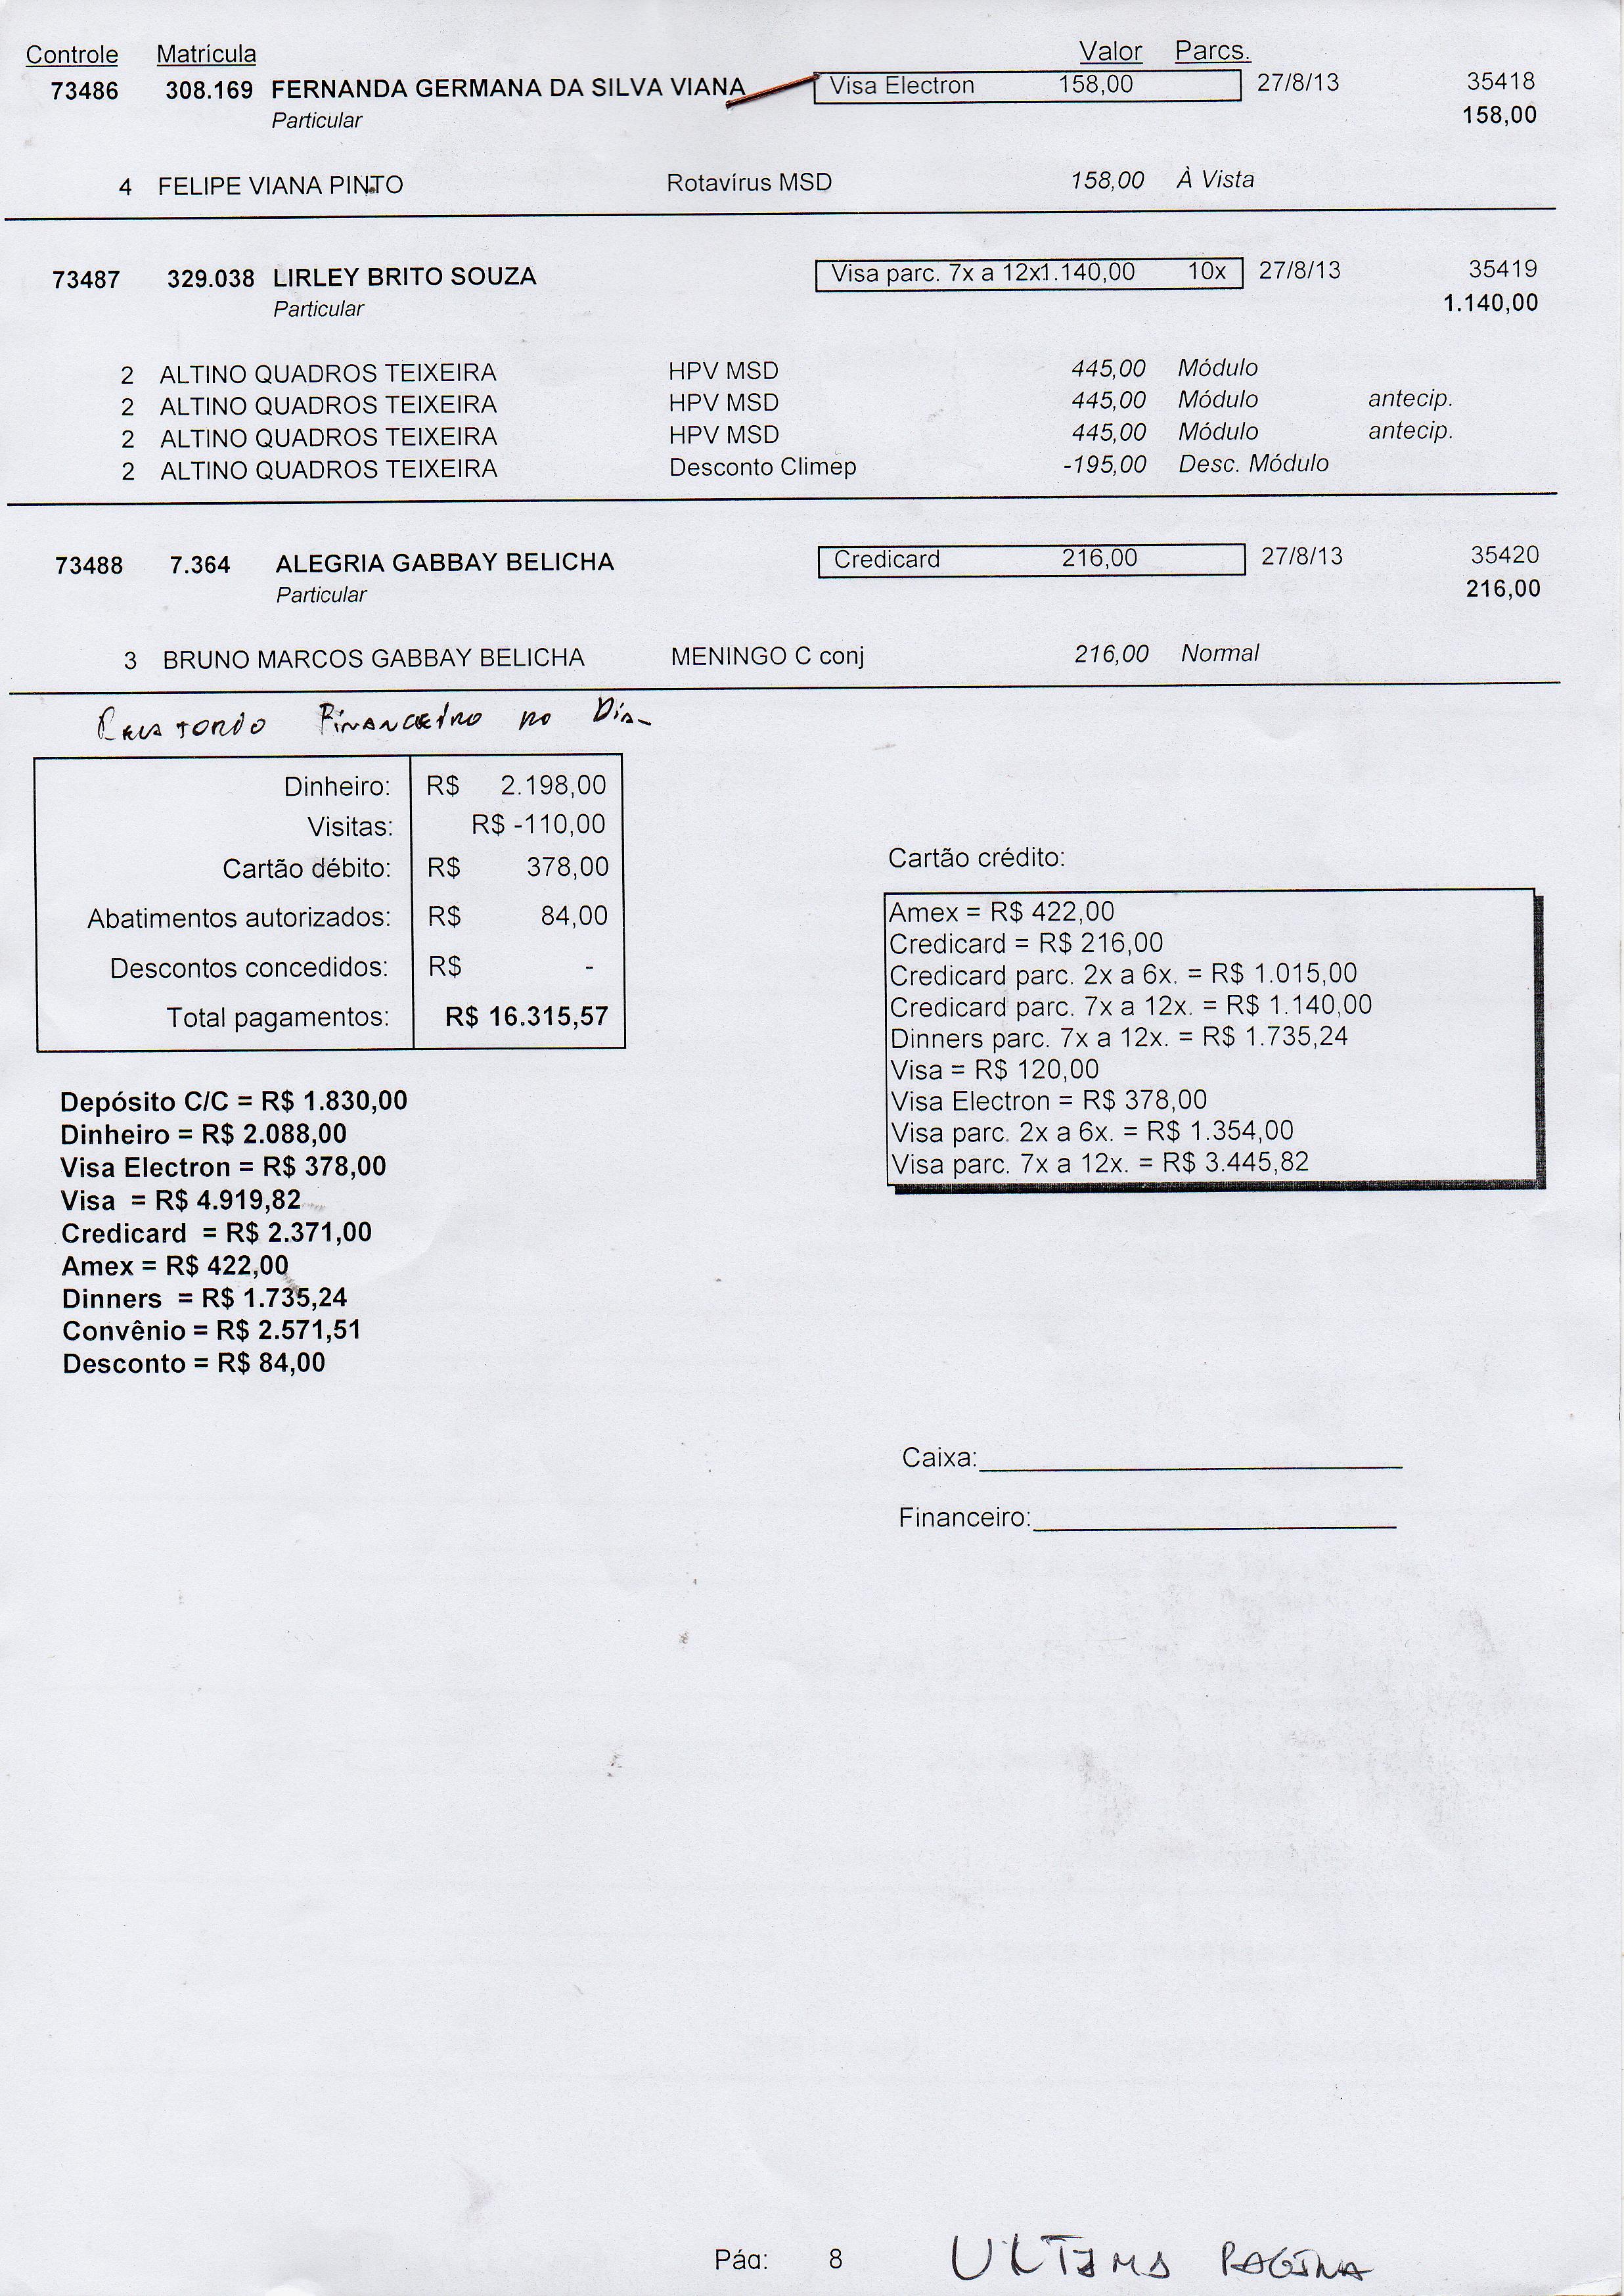 Controle Matrícula Valor Parcs.
73486 308.169 FERNANDA GERMANA DA SILVA VIANA Visa Electron 158,00 27/8/13 35418
Particular 158,00
4 FELIPE VIANA PINTO Rotavírus MSD 158,00 À Vista
73487 329.038 LIRLEY BRITO SOUZA Visa parc. 7x a 12x1.140,00 10x 27/8/13 35419
Particular 1.140,00
2 ALTINO QUADROS TEIXEIRA HPV MSD 445,00 Módulo
2 ALTINO QUADROS TEIXEIRA HPV MSD 445,00 Módulo antecip.
2 ALTINO QUADROS TEIXEIRA HPV MSD 445,00 Módulo antecip.
2 ALTINO QUADROS TEIXEIRA Desconto Climep -195,00 Desc. Módulo
73488 7.364 ALEGRIA GABBAY BELICHA Credicard 216,00 27/8/13 35420
Particular 216,00
3 BRUNO MARCOS GABBAY BELICHA MENINGO C conj 216,00 Normal
Financeiro no Dia
Dinheiro: R$ 2.198,00
Visitas: R$ -110,00
Cartão débito: R$ 378,00
Abatimentos autorizados: R$ 84,00
Descontos concedidos: R$ -
Total pagamentos: R$ 16.315,57
Cartão crédito:
Amex = R$ 422,00
Credicard = R$ 216,00
Credicard parc. 2x a 6x. = R$ 1.015,00
Credicard parc. 7x a 12x. = R$ 1.140,00
Dinners parc. 7x a 12x. = R$ 1.735,24
Visa = R$ 120,00
Visa Electron = R$ 378,00
Visa parc. 2x a 6x. = R$ 1.354,00
Visa parc. 7x a 12x. = R$ 3.445,82
Depósito C/C = R$ 1.830,00
Dinheiro = R$ 2.088,00
Visa Electron = R$ 378,00
Visa = R$ 4.919,82
Credicard = R$ 2.371,00
Amex = R$ 422,00
Dinners = R$ 1.735,24
Convênio = R$ 2.571,51
Desconto = R$ 84,00
Caixa:
Financeiro:
Pág: 8 ULTIMA PAGINA